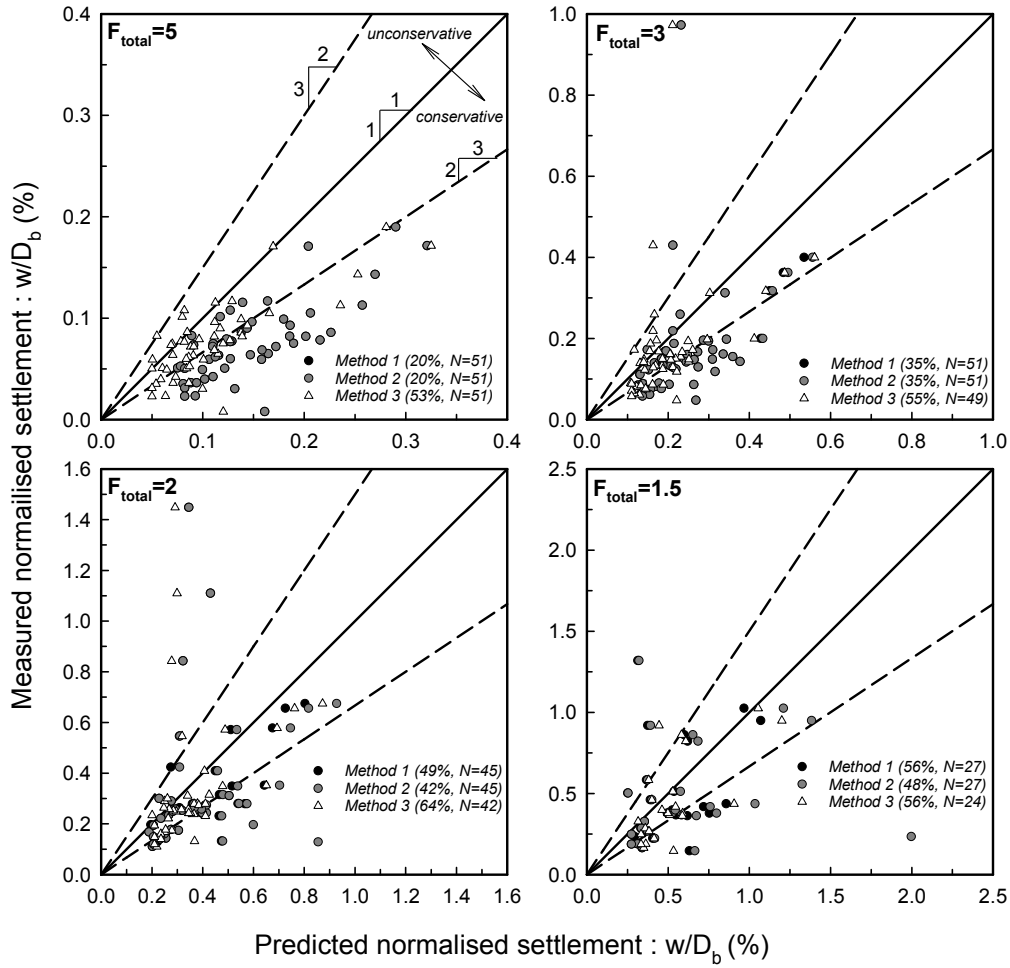 F_total=5
unconservative
conservative
2
3
1
1
3
2
Method 1 (20%, N=51)
Method 2 (20%, N=51)
Method 3 (53%, N=51)
0.4
0.3
0.2
0.1
0.0
0.0 0.1 0.2 0.3 0.4
F_total=3
Method 1 (35%, N=51)
Method 2 (35%, N=51)
Method 3 (55%, N=49)
1.0
0.8
0.6
0.4
0.2
0.0
0.0 0.2 0.4 0.6 0.8 1.0
F_total=2
Method 1 (49%, N=45)
Method 2 (42%, N=45)
Method 3 (64%, N=42)
1.6
1.4
1.2
1.0
0.8
0.6
0.4
0.2
0.0
0.0 0.2 0.4 0.6 0.8 1.0 1.2 1.4 1.6
F_total=1.5
Method 1 (56%, N=27)
Method 2 (48%, N=27)
Method 3 (56%, N=24)
2.5
2.0
1.5
1.0
0.5
0.0
0.0 0.5 1.0 1.5 2.0 2.5
Measured normailised settlement : w/D_b (%)
Predicted normalised settlement : w/D_b (%)